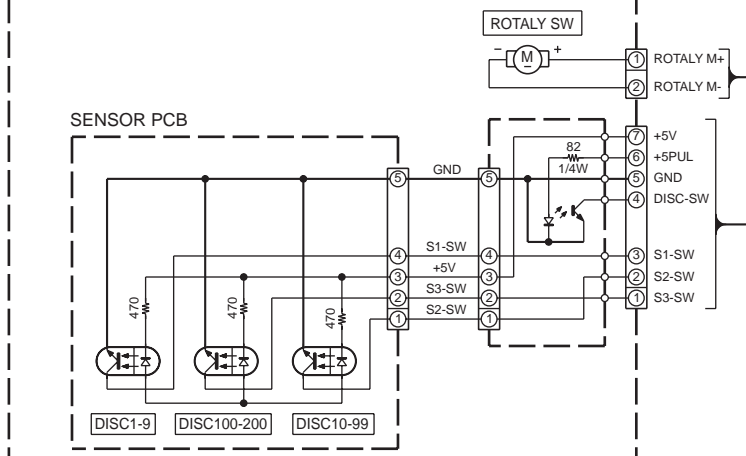 ROTALY SW
− M +
1 ROTALY M+
2 ROTALY M-
SENSOR PCB
7 +5V
82
6 +5PUL
1/4W
5 GND 5 5 GND
4 DISC-SW
4 S1-SW 4 3 S1-SW
3 +5V 3
2 S3-SW 2 2 S2-SW
1 S2-SW 1 1 S3-SW
470 470 470
DISC1-9 DISC100-200 DISC10-99